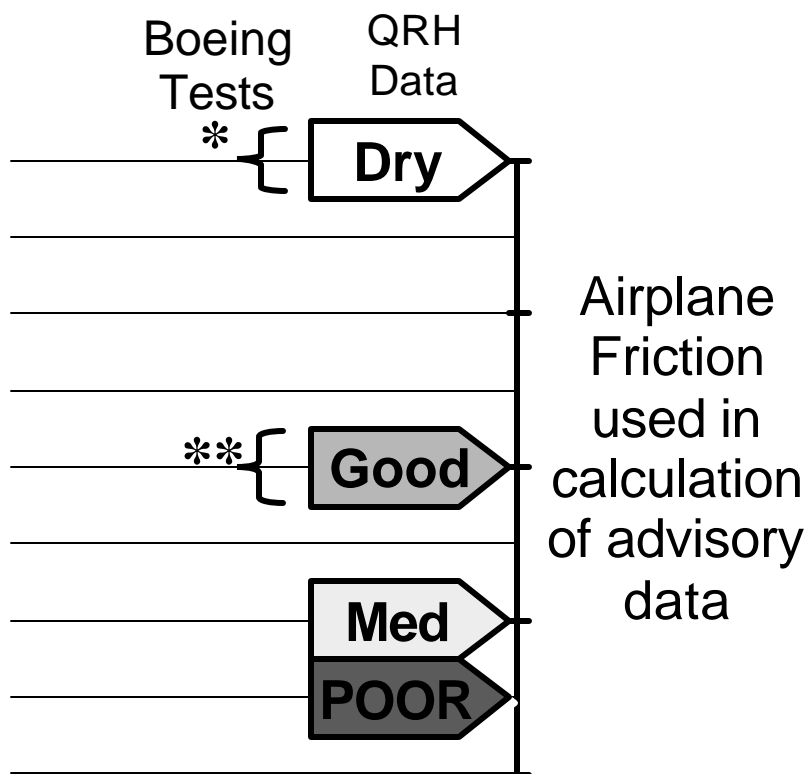 Boeing
Tests
QRH
Data
*
Dry
Airplane
Friction
used in
calculation
of advisory
data
**
Good
Med
POOR